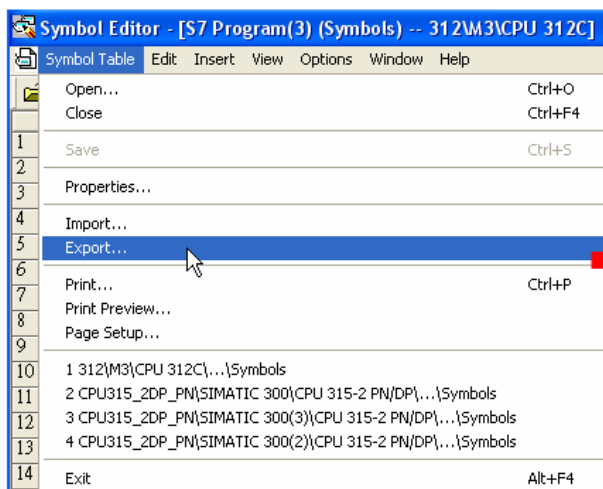 Symbol Editor - [S7 Program(3) (Symbols) -- 312\M3\CPU 312C]
Symbol Table Edit Insert View Options Window Help
Open... Ctrl+O
Close Ctrl+F4
1
Save Ctrl+S
2
3 Properties...
4 Import...
5 Export...
6
7 Print... Ctrl+P
8 Print Preview...
Page Setup...
9
10 1 312\M3\CPU 312C\...\Symbols
11 2 CPU315_2DP_PN\SIMATIC 300\CPU 315-2 PN/DP\...\Symbols
12 3 CPU315_2DP_PN\SIMATIC 300(3)\CPU 315-2 PN/DP\...\Symbols
13 4 CPU315_2DP_PN\SIMATIC 300(2)\CPU 315-2 PN/DP\...\Symbols
14 Exit Alt+F4